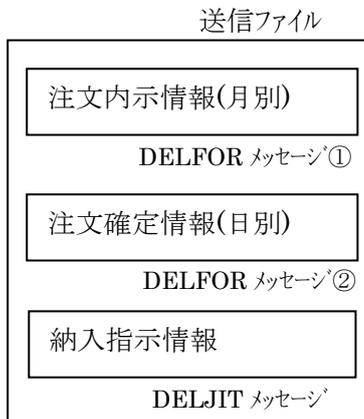 送信ファイル
注文内示情報(月別)
DELFOR メッセージ①
注文確定情報(日別)
DELFOR メッセージ②
納入指示情報
DELJIT メッセージ